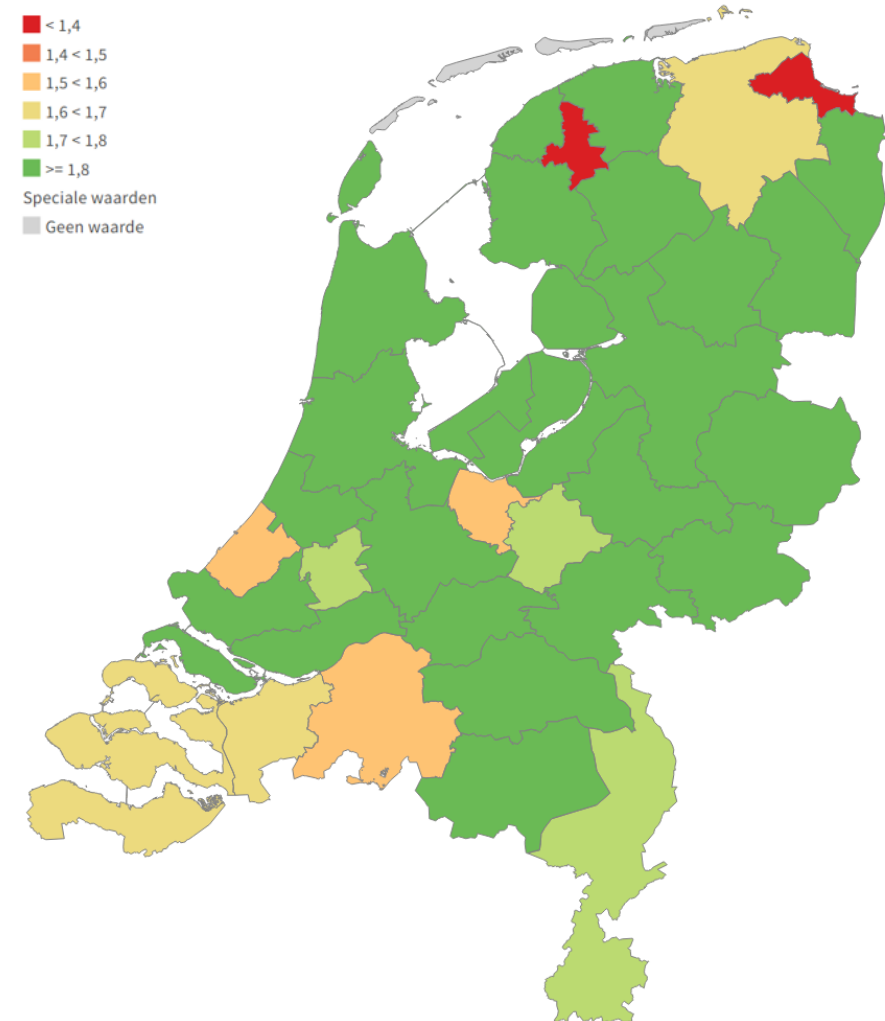 < 1,4
1,4 < 1,5
1,5 < 1,6
1,6 < 1,7
1,7 < 1,8
>= 1,8
Speciale waarden
Geen waarde